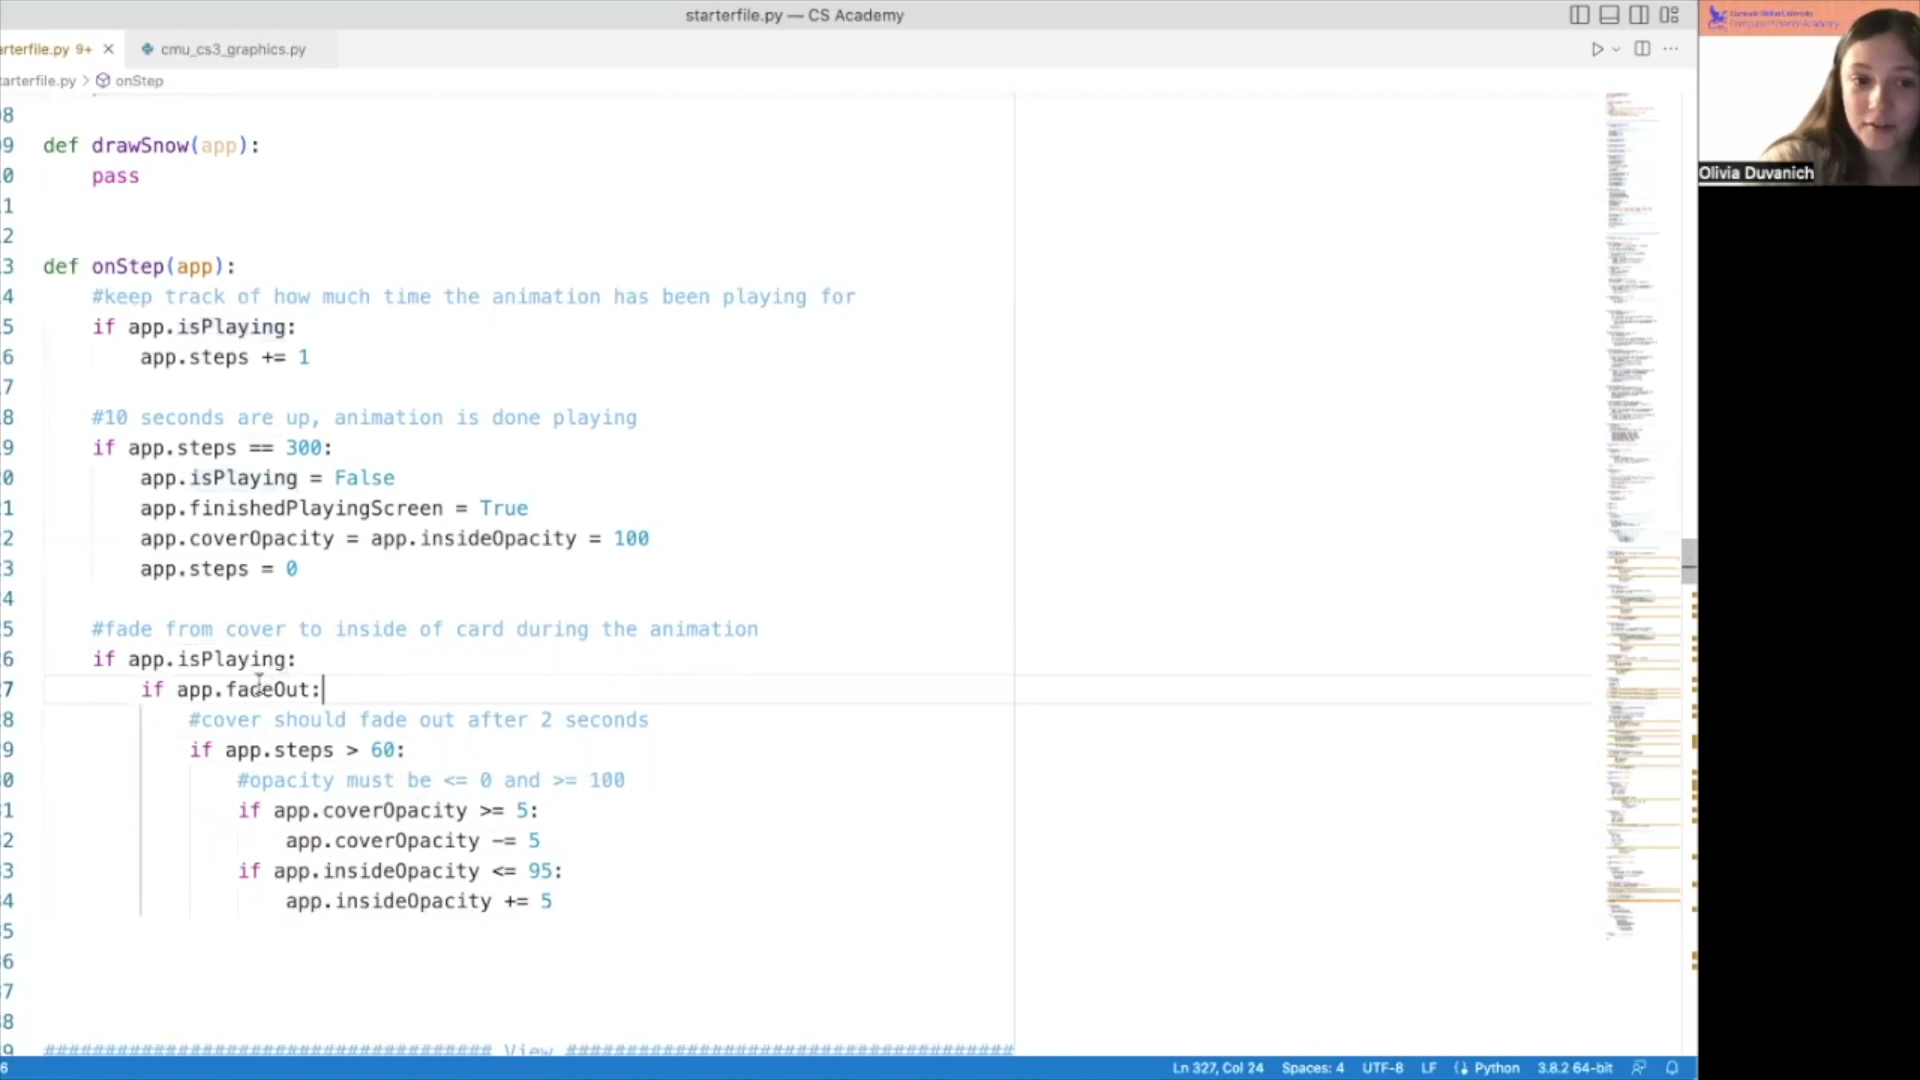 starterfile.py — CS Academy
arterfile.py 9+
cmu_cs3_graphics.py
tarterfile.py > onStep
Carnegie Mellon University
Computer Science Academy
Olivia Duvanich
8
9 def drawSnow(app):
0 pass
1
2
3 def onStep(app):
4 #keep track of how much time the animation has been playing for
5 if app.isPlaying:
6 app.steps += 1
7
8 #10 seconds are up, animation is done playing
9 if app.steps == 300:
0 app.isPlaying = False
1 app.finishedPlayingScreen = True
2 app.coverOpacity = app.insideOpacity = 100
3 app.steps = 0
4
5 #fade from cover to inside of card during the animation
6 if app.isPlaying:
7 if app.fadeOut:
8 #cover should fade out after 2 seconds
9 if app.steps > 60:
0 #opacity must be <= 0 and >= 100
1 if app.coverOpacity >= 5:
2 app.coverOpacity -= 5
3 if app.insideOpacity <= 95:
4 app.insideOpacity += 5
5
6
7
8
9 ##################################### View #####################################
6
Ln 327, Col 24 Spaces: 4 UTF-8 LF Python 3.8.2 64-bit